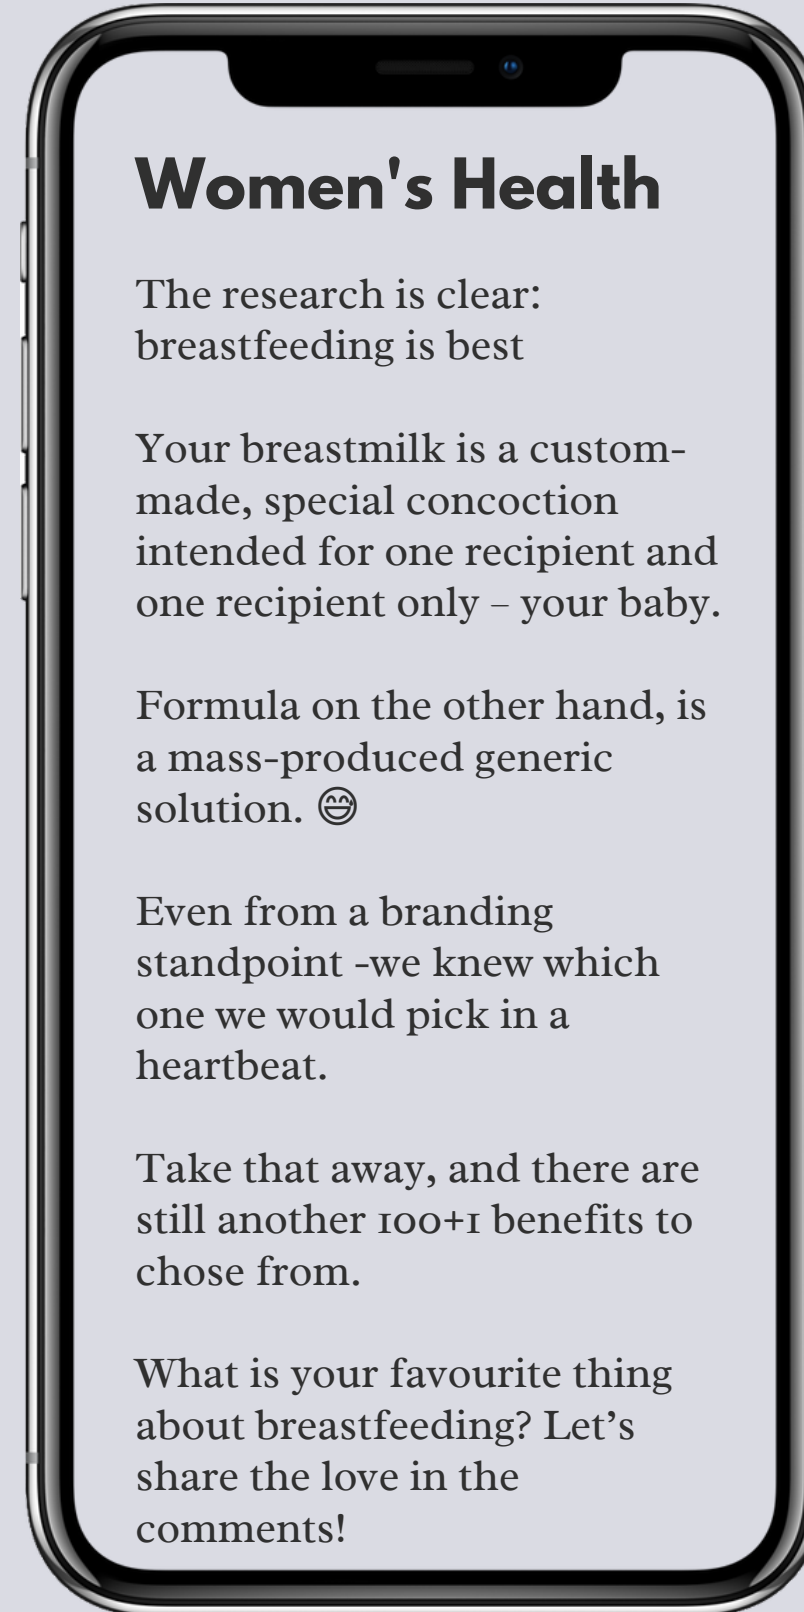 Women's Health
The research is clear:
breastfeeding is best
Your breastmilk is a custom-
made, special concoction
intended for one recipient and
one recipient only – your baby.
Formula on the other hand, is
a mass-produced generic
solution. 😅
Even from a branding
standpoint -we knew which
one we would pick in a
heartbeat.
Take that away, and there are
still another 100+1 benefits to
chose from.
What is your favourite thing
about breastfeeding? Let’s
share the love in the
comments!